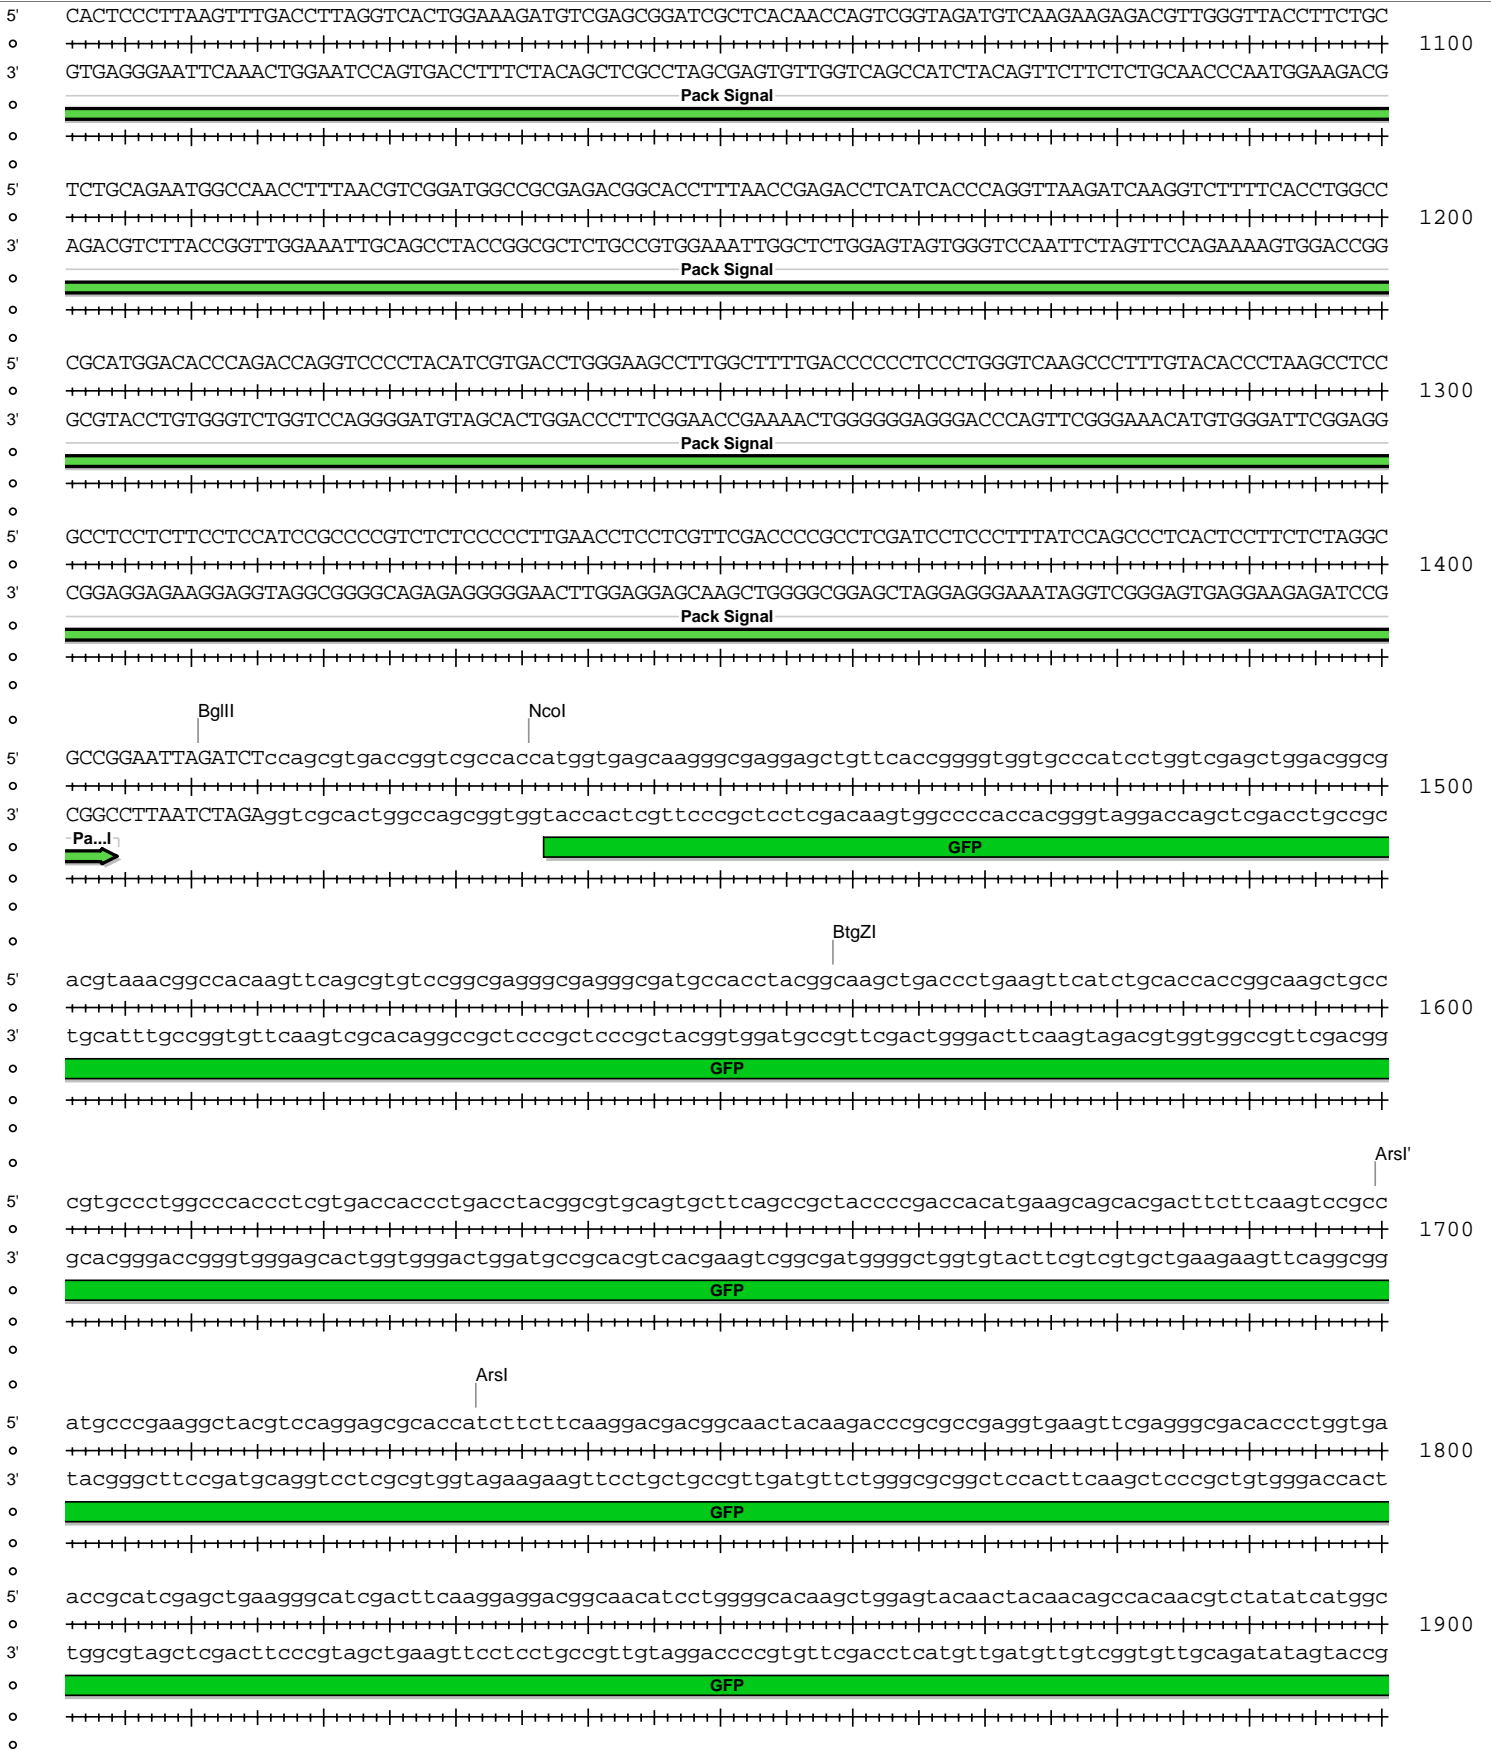 5' CACTCCCTTAAGTTTGACCTTAGGTCACTGGAAAGATGTCGAGCGGATCGCTCACAACCAGTCGGTAGATGTCAAGAAGAGACGTTGGGTTACCTTCTGC
1100
3' GTGAGGGAATTCAAACTGGAATCCAGTGACCTTTCTACAGCTCGCCTAGCGAGTGTTGGTCAGCCATCTACAGTTCTTCTCTGCAACCCAATGGAAGACG
Pack Signal
5' TCTGCAGAATGGCCAACCTTTAACGTCGGATGGCCGCGAGACGGCACCTTTAACCGAGACCTCATCACCCAGGTTAAGATCAAGGTCTTTTCACCTGGCC
1200
3' AGACGTCTTACCGGTTGGAAATTGCAGCCTACCGGCGCTCTGCCGTGGAAATTGGCTCTGGAGTAGTGGGTCCAATTCTAGTTCCAGAAAAGTGGACCGG
Pack Signal
5' CGCATGGACACCCAGACCAGGTCCCCTACATCGTGACCTGGGAAGCCTTGGCTTTTGACCCCCCTCCCTGGGTCAAGCCCTTTGTACACCCTAAGCCTCC
1300
3' GCGTACCTGTGGGTCTGGTCCAGGGGATGTAGCACTGGACCCTTCGGAACCGAAAACTGGGGGGAGGGACCCAGTTCGGGAAACATGTGGGATTCGGAGG
Pack Signal
5' GCCTCCTCTTCCTCCATCCGCCCCGTCTCTCCCCCTTGAACCTCCTCGTTCGACCCCGCCTCGATCCTCCCTTTATCCAGCCCTCACTCCTTCTCTAGGC
1400
3' CGGAGGAGAAGGAGGTAGGCGGGGCAGAGAGGGGGAACTTGGAGGAGCAAGCTGGGGCGGAGCTAGGAGGGAAATAGGTCGGGAGTGAGGAAGAGATCCG
Pack Signal
BglII NcoI
5' GCCGGAATTAGATCTccagcgtgaccggtcgccaccatggtgagcaagggcgaggagctgttcaccggggtggtgcccatcctggtcgagctggacggcg
1500
3' CGGCCTTAATCTAGAggtcgcactggccagcggtggtaccactcgttcccgctcctcgacaagtggccccaccacgggtaggaccagctcgacctgccgc
Pa...l GFP
BtgZI
5' acgtaaacggccacaagttcagcgtgtccggcgagggcgagggcgatgccacctacggcaagctgaccctgaagttcatctgcaccaccggcaagctgcc
1600
3' tgcatttgccggtgttcaagtcgcacaggccgctcccgctcccgctacggtggatgccgttcgactgggacttcaagtagacgtggtggccgttcgacgg
GFP
ArsI'
5' cgtgccctggcccaccctcgtgaccaccctgacctacggcgtgcagtgcttcagccgctaccccgaccacatgaagcagcacgacttcttcaagtccgcc
1700
3' gcacgggaccgggtgggagcactggtgggactggatgccgcacgtcacgaagtcggcgatggggctggtgtacttcgtcgtgctgaagaagttcaggcgg
GFP
ArsI
5' atgcccgaaggctacgtccaggagcgcaccatcttcttcaaggacgacggcaactacaagacccgcgccgaggtgaagttcgagggcgacaccctggtga
1800
3' tacgggcttccgatgcaggtcctcgcgtggtagaagaagttcctgctgccgttgatgttctgggcgcggctccacttcaagctcccgctgtgggaccact
GFP
5' accgcatcgagctgaagggcatcgacttcaaggaggacggcaacatcctggggcacaagctggagtacaactacaacagccacaacgtctatatcatggc
1900
3' tggcgtagctcgacttcccgtagctgaagttcctcctgccgttgtaggaccccgtgttcgacctcatgttgatgttgtcggtgttgcagatatagtaccg
GFP